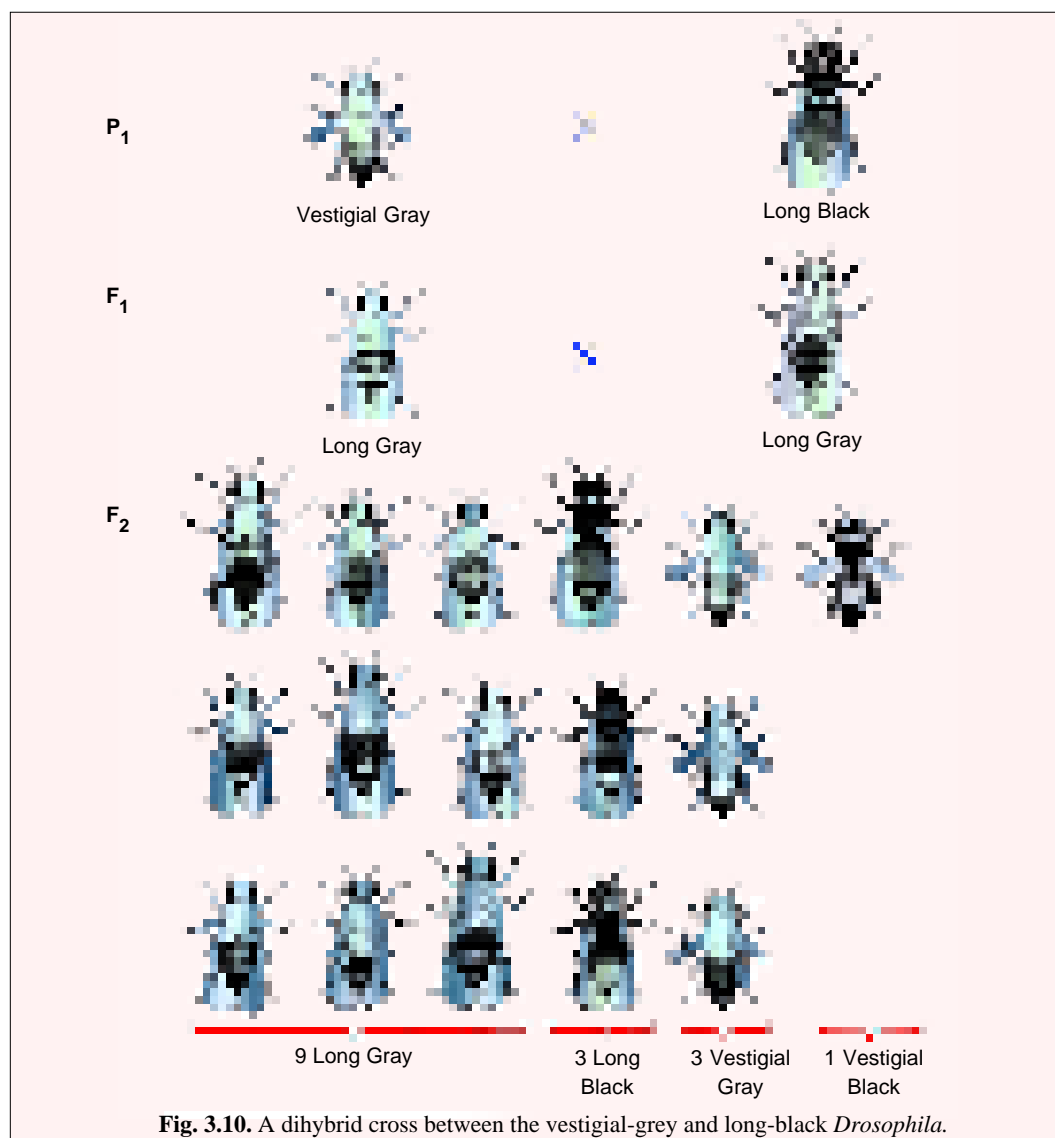 P1
Vestigial Gray
Long Black
F1
Long Gray
Long Gray
F2
9 Long Gray
3 Long
Black
3 Vestigial
Gray
1 Vestigial
Black
Fig. 3.10. A dihybrid cross between the vestigial-grey and long-black Drosophila.